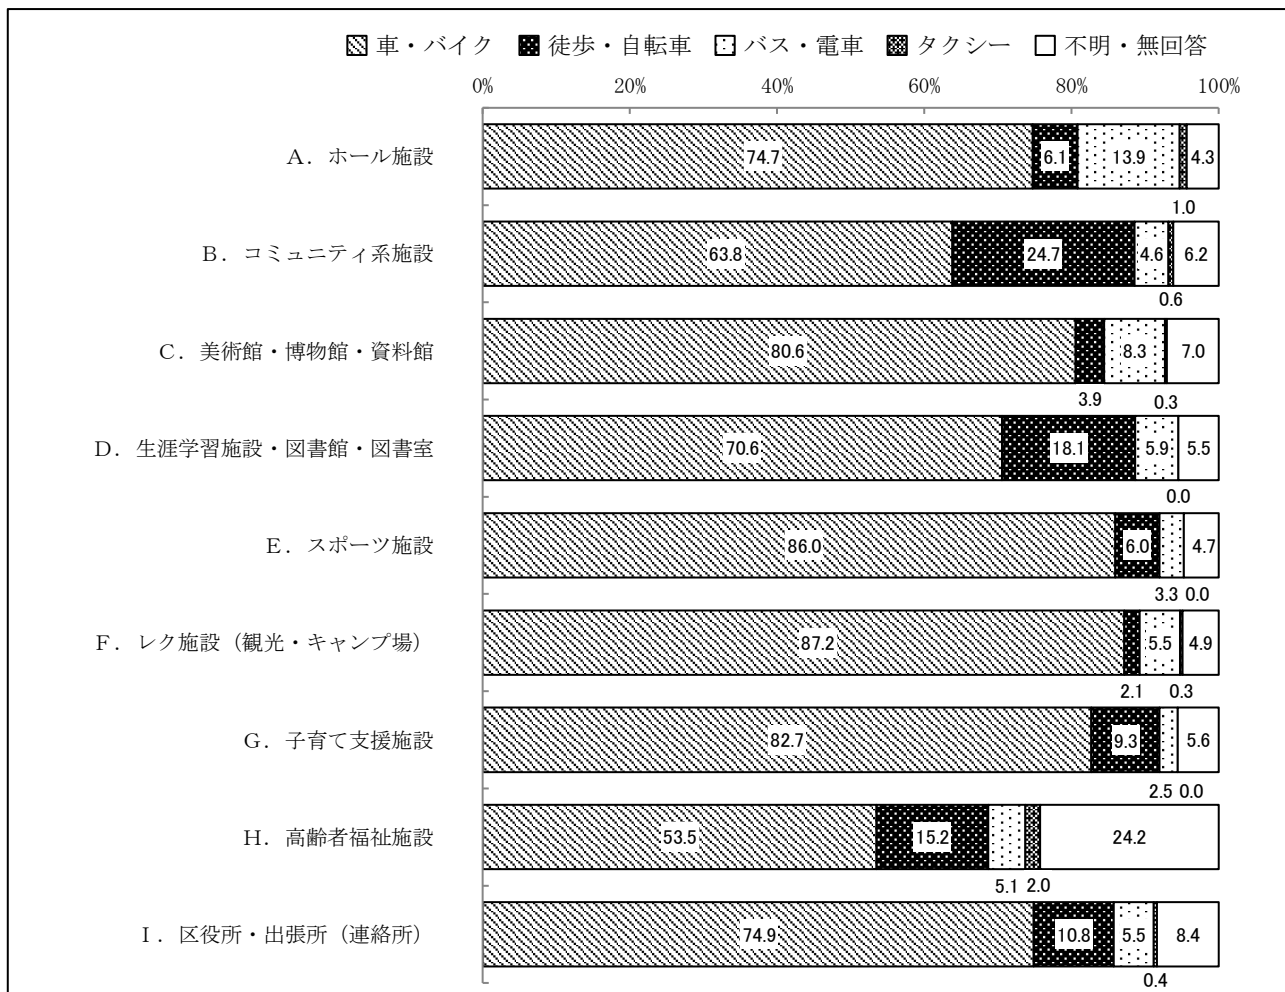 車・バイク 徒歩・自転車 バス・電車 タクシー 不明・無回答
0% 20% 40% 60% 80% 100%
A．ホール施設 74.7 6.1 13.9 4.3
1.0
B．コミュニティ系施設 63.8 24.7 4.6 6.2
0.6
C．美術館・博物館・資料館 80.6 8.3 7.0
3.9 0.3
D．生涯学習施設・図書館・図書室 70.6 18.1 5.9 5.5
0.0
E．スポーツ施設 86.0 6.0 4.7
3.3 0.0
F．レク施設（観光・キャンプ場） 87.2 5.5 4.9
2.1 0.3
G．子育て支援施設 82.7 9.3 5.6
2.5 0.0
H．高齢者福祉施設 53.5 15.2 24.2
5.1 2.0
I．区役所・出張所（連絡所） 74.9 10.8 5.5 8.4
0.4